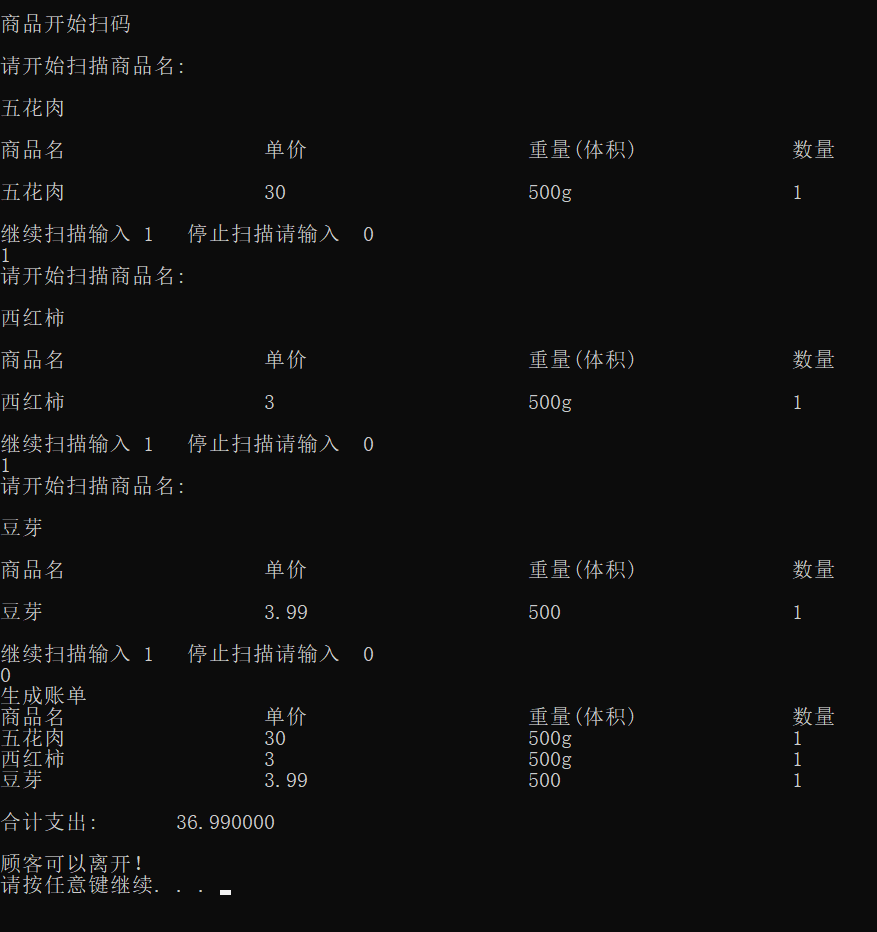 商品开始扫码
请开始扫描商品名:
五花肉
商品名 单价 重量(体积) 数量
五花肉 30 500g 1
继续扫描输入 1 停止扫描请输入 0
1
请开始扫描商品名:
西红柿
商品名 单价 重量(体积) 数量
西红柿 3 500g 1
继续扫描输入 1 停止扫描请输入 0
1
请开始扫描商品名:
豆芽
商品名 单价 重量(体积) 数量
豆芽 3.99 500 1
继续扫描输入 1 停止扫描请输入 0
0
生成账单
商品名 单价 重量(体积) 数量
五花肉 30 500g 1
西红柿 3 500g 1
豆芽 3.99 500 1
合计支出: 36.990000
顾客可以离开!
请按任意键继续. . .